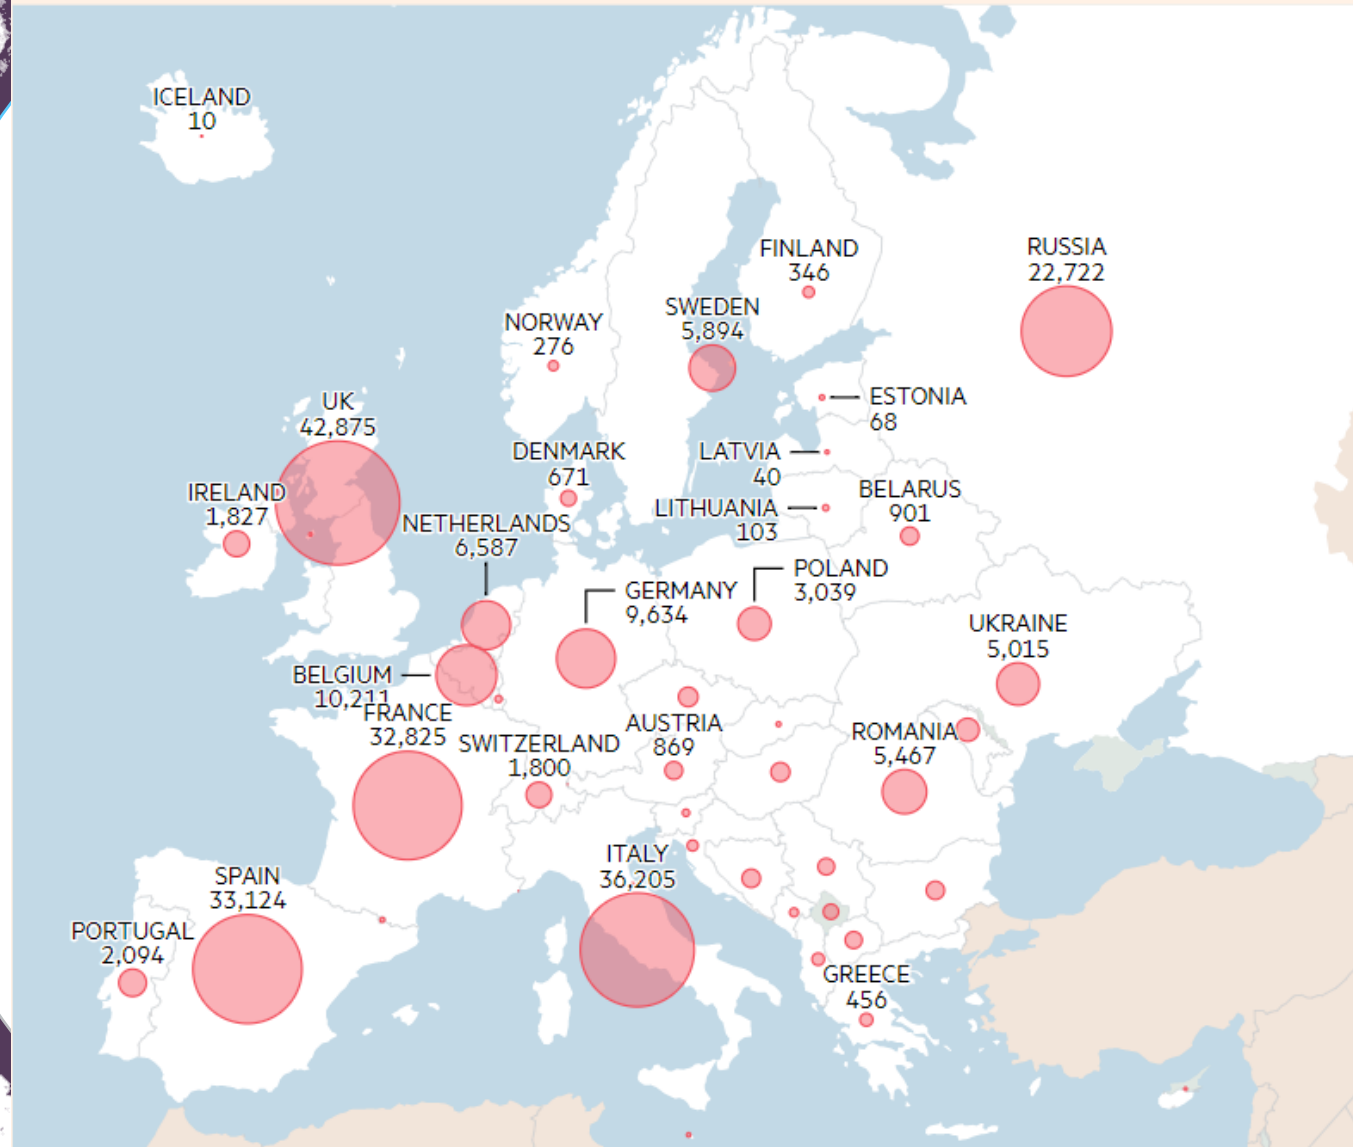 ICELAND
10
FINLAND
346
RUSSIA
22,722
SWEDEN
5,894
NORWAY
276
ESTONIA
68
UK
42,875
DENMARK
671
LATVIA
40
IRELAND
1,827
BELARUS
901
LITHUANIA
103
NETHERLANDS
6,587
POLAND
3,039
GERMANY
9,634
UKRAINE
5,015
BELGIUM
10,211
FRANCE
32,825
AUSTRIA
869
SWITZERLAND
1,800
ROMANIA
5,467
ITALY
36,205
SPAIN
33,124
PORTUGAL
2,094
GREECE
456